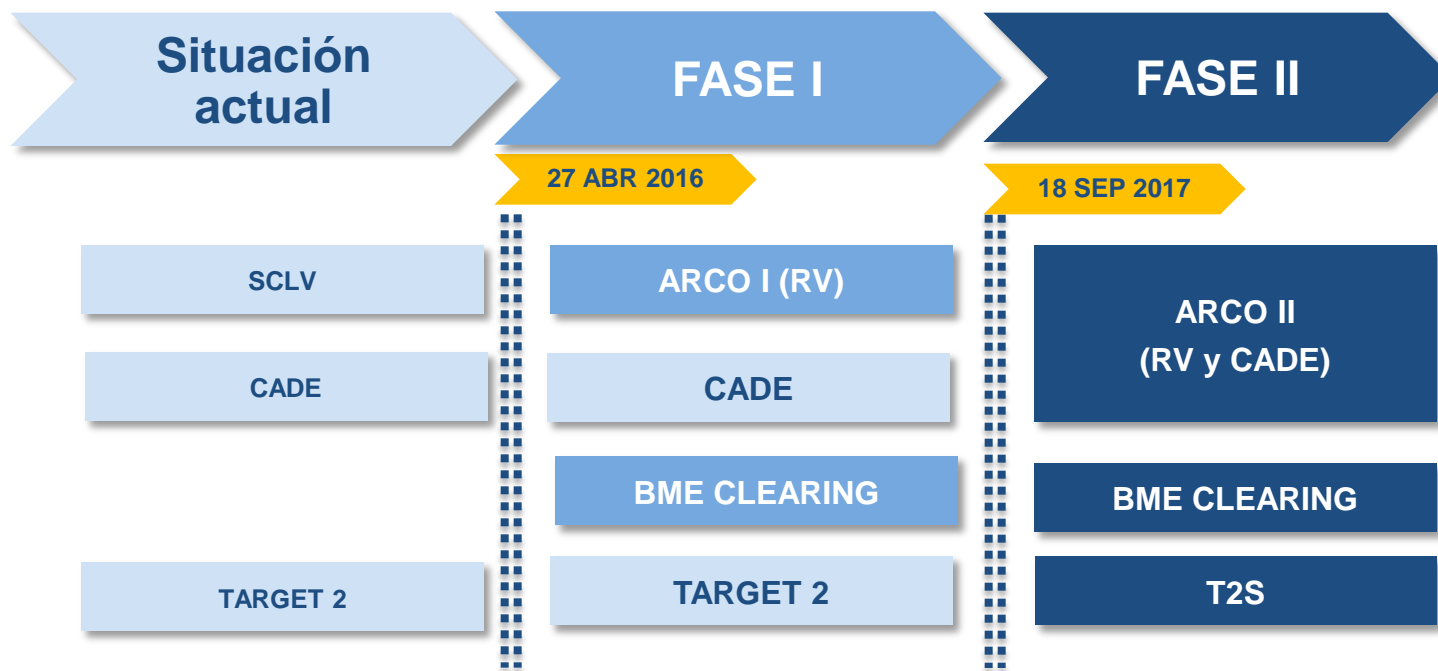 Situación
actual
FASE I
FASE II
27 ABR 2016
18 SEP 2017
SCLV
ARCO I (RV)
ARCO II
(RV y CADE)
CADE
CADE
BME CLEARING
BME CLEARING
TARGET 2
TARGET 2
T2S